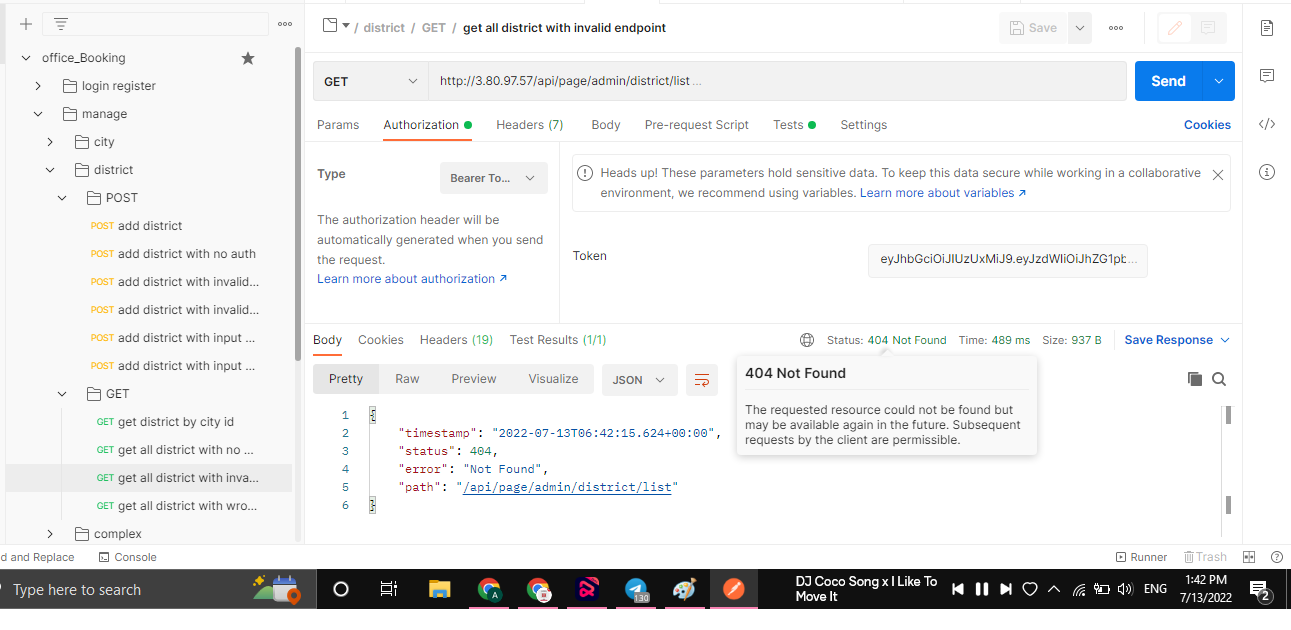 / district / GET / get all district with invalid endpoint
Save
office_Booking
login register
manage
city
district
POST
POST add district
POST add district with no auth
POST add district with invalid...
POST add district with invalid...
POST add district with input ...
POST add district with input ...
GET
GET get district by city id
GET get all district with no ...
GET get all district with inva...
GET get all district with wro...
complex
GET
http://3.80.97.57/api/page/admin/district/list...
Send
Params Authorization Headers (7) Body Pre-request Script Tests Settings Cookies
Type
Bearer To...
The authorization header will be
automatically generated when you send
the request.
Learn more about authorization ↗
Heads up! These parameters hold sensitive data. To keep this data secure while working in a collaborative
environment, we recommend using variables. Learn more about variables ↗
Token
eyJhbGciOiJIUzUxMiJ9.eyJzdWIiOiJhZG1pb...
Body Cookies Headers (19) Test Results (1/1)
Status: 404 Not Found Time: 489 ms Size: 937 B Save Response
Pretty Raw Preview Visualize JSON
404 Not Found
The requested resource could not be found but
may be available again in the future. Subsequent
requests by the client are permissible.
1 {
2 "timestamp": "2022-07-13T06:42:15.624+00:00",
3 "status": 404,
4 "error": "Not Found",
5 "path": "/api/page/admin/district/list"
6 }
d and Replace Console
Runner Trash
Type here to search
A
130
DJ Coco Song x I Like To
Move It
ENG
1:42 PM
7/13/2022
2